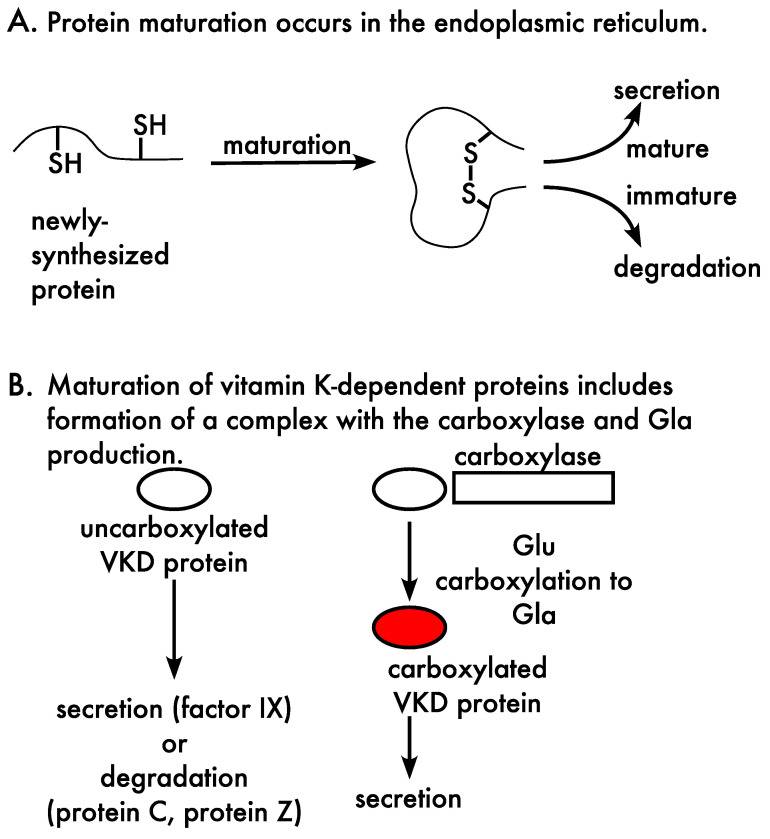 A. Protein maturation occurs in the endoplasmic reticulum.
SH
SH
newly-
synthesized
protein
maturation
S
S
secretion
mature
immature
degradation
B. Maturation of vitamin K-dependent proteins includes
formation of a complex with the carboxylase and Gla
production.
uncarboxylated
VKD protein
secretion (factor IX)
or
degradation
(protein C, protein Z)
carboxylase
Glu
carboxylation to
Gla
carboxylated
VKD protein
secretion